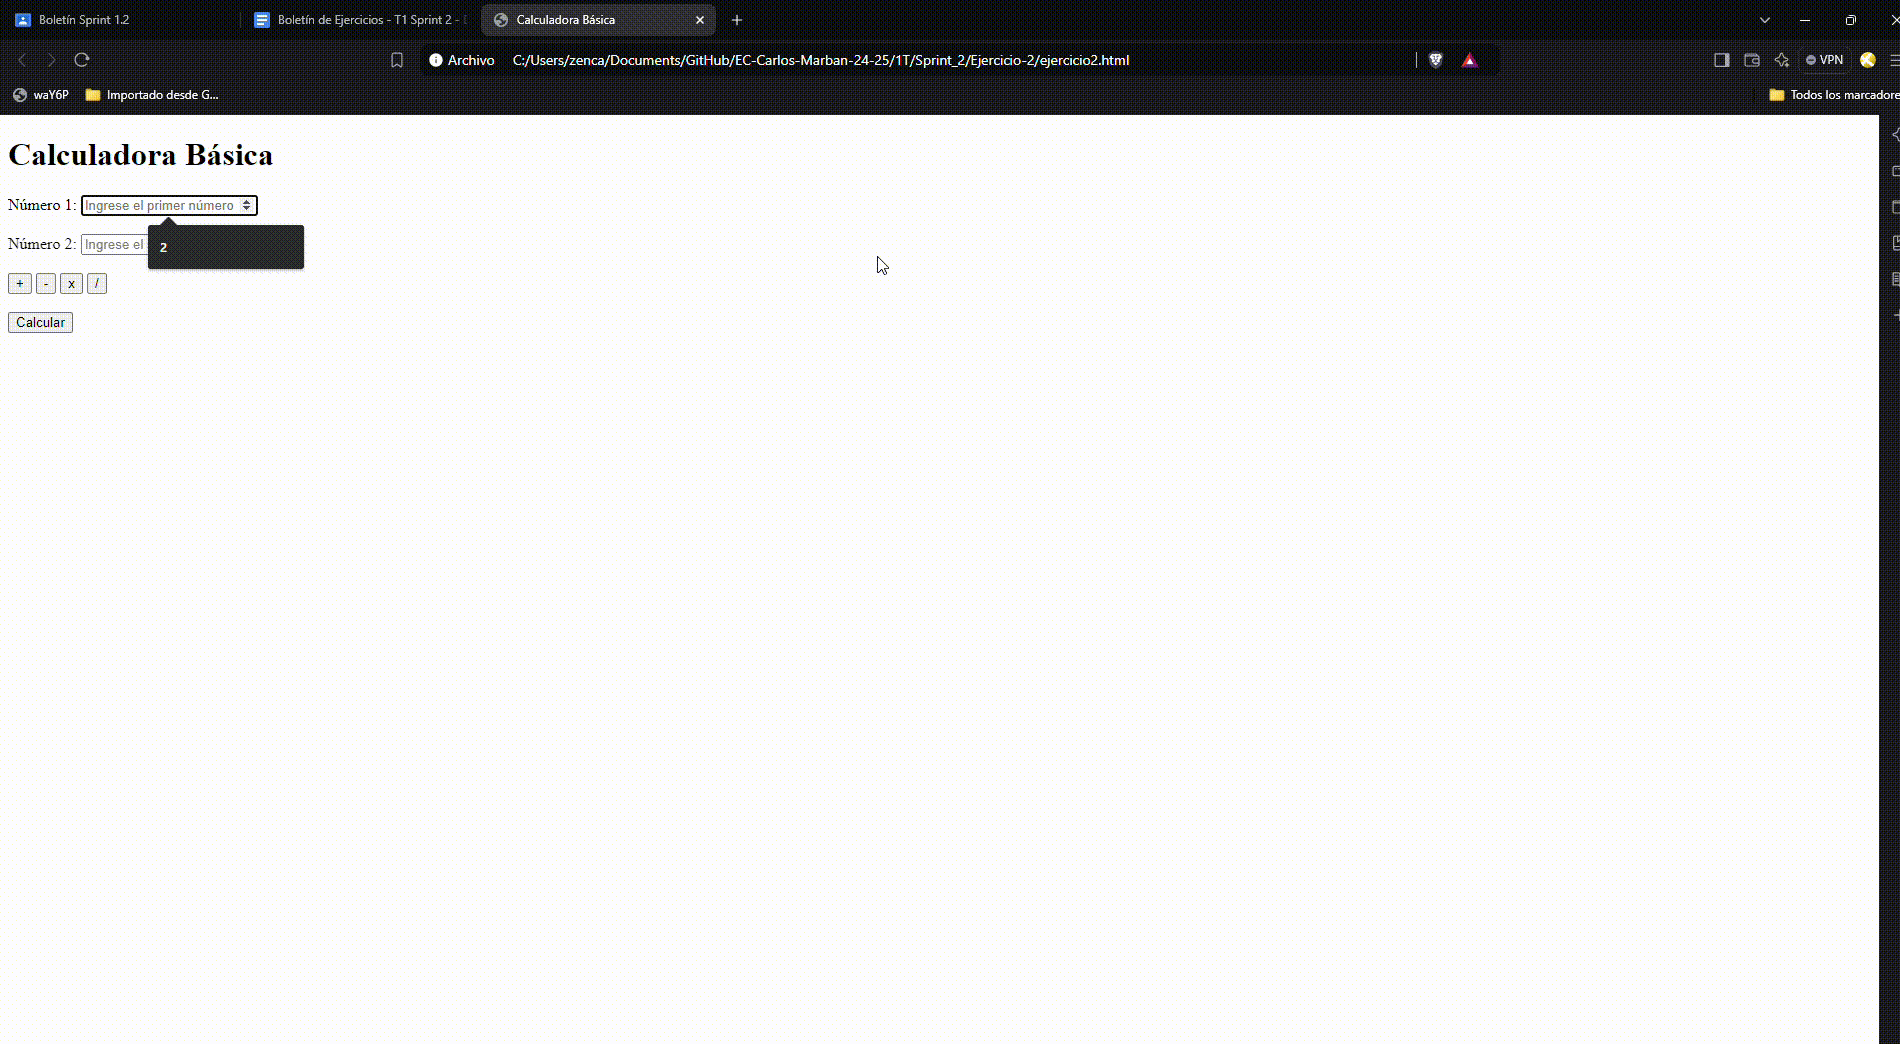 Boletín Sprint 1.2
Boletín de Ejercicios - T1 Sprint 2 -
Calculadora Básica
Archivo C:/Users/zenca/Documents/GitHub/EC-Carlos-Marban-24-25/1T/Sprint_2/Ejercicio-2/ejercicio2.html
VPN
waY6P
Importado desde G...
Todos los marcadore
Calculadora Básica
Número 1: Ingrese el primer número
Número 2: Ingrese el
2
+ - x /
Calcular